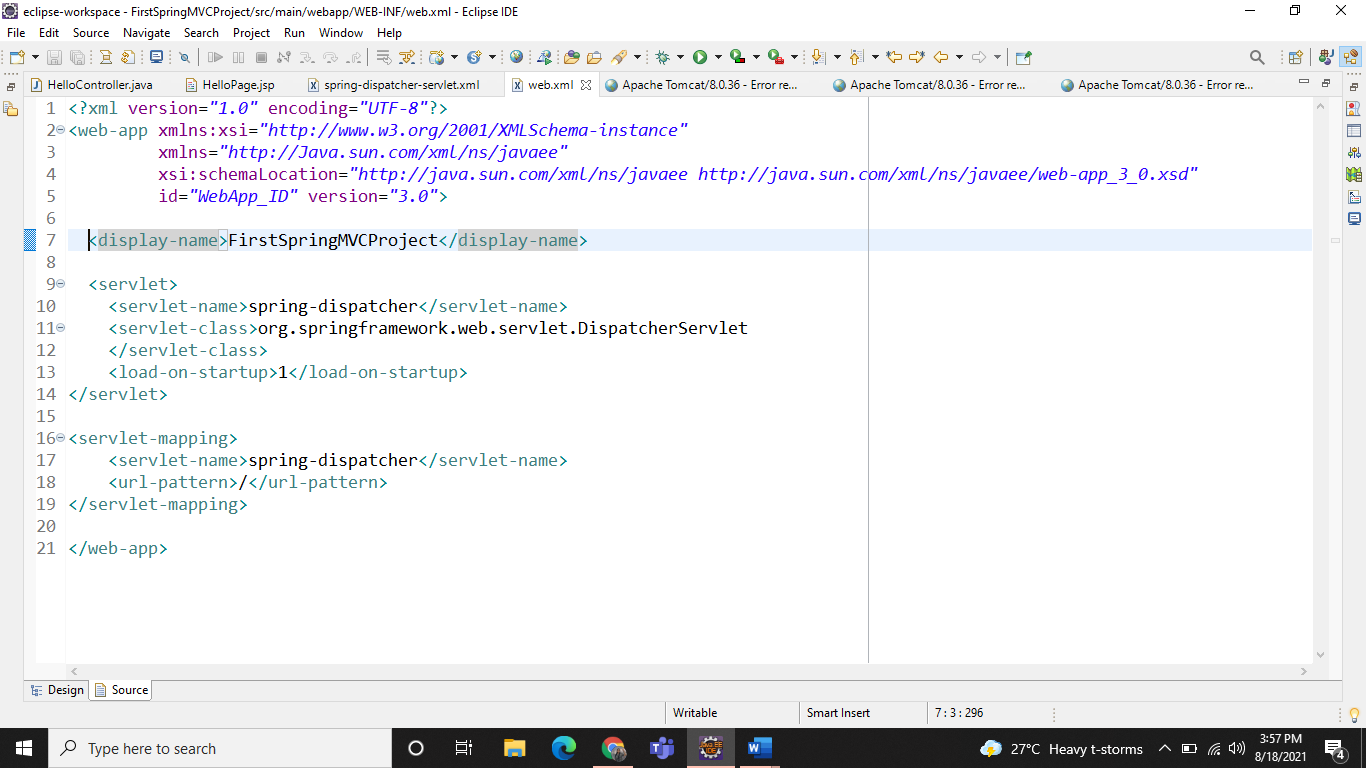 eclipse-workspace - FirstSpringMVCProject/src/main/webapp/WEB-INF/web.xml - Eclipse IDE
File Edit Source Navigate Search Project Run Window Help
HelloController.java HelloPage.jsp spring-dispatcher-servlet.xml web.xml Apache Tomcat/8.0.36 - Error re... Apache Tomcat/8.0.36 - Error re... Apache Tomcat/8.0.36 - Error re...
1 <?xml version="1.0" encoding="UTF-8"?>
2 <web-app xmlns:xsi="http://www.w3.org/2001/XMLSchema-instance"
3 xmlns="http://Java.sun.com/xml/ns/javaee"
4 xsi:schemaLocation="http://java.sun.com/xml/ns/javaee http://java.sun.com/xml/ns/javaee/web-app_3_0.xsd"
5 id="WebApp_ID" version="3.0">
6
7 <display-name>FirstSpringMVCProject</display-name>
8
9 <servlet>
10 <servlet-name>spring-dispatcher</servlet-name>
11 <servlet-class>org.springframework.web.servlet.DispatcherServlet
12 </servlet-class>
13 <load-on-startup>1</load-on-startup>
14 </servlet>
15
16 <servlet-mapping>
17 <servlet-name>spring-dispatcher</servlet-name>
18 <url-pattern>/</url-pattern>
19 </servlet-mapping>
20
21 </web-app>
Design Source
Writable Smart Insert 7 : 3 : 296
Type here to search 27°C Heavy t-storms 3:57 PM
8/18/2021 4